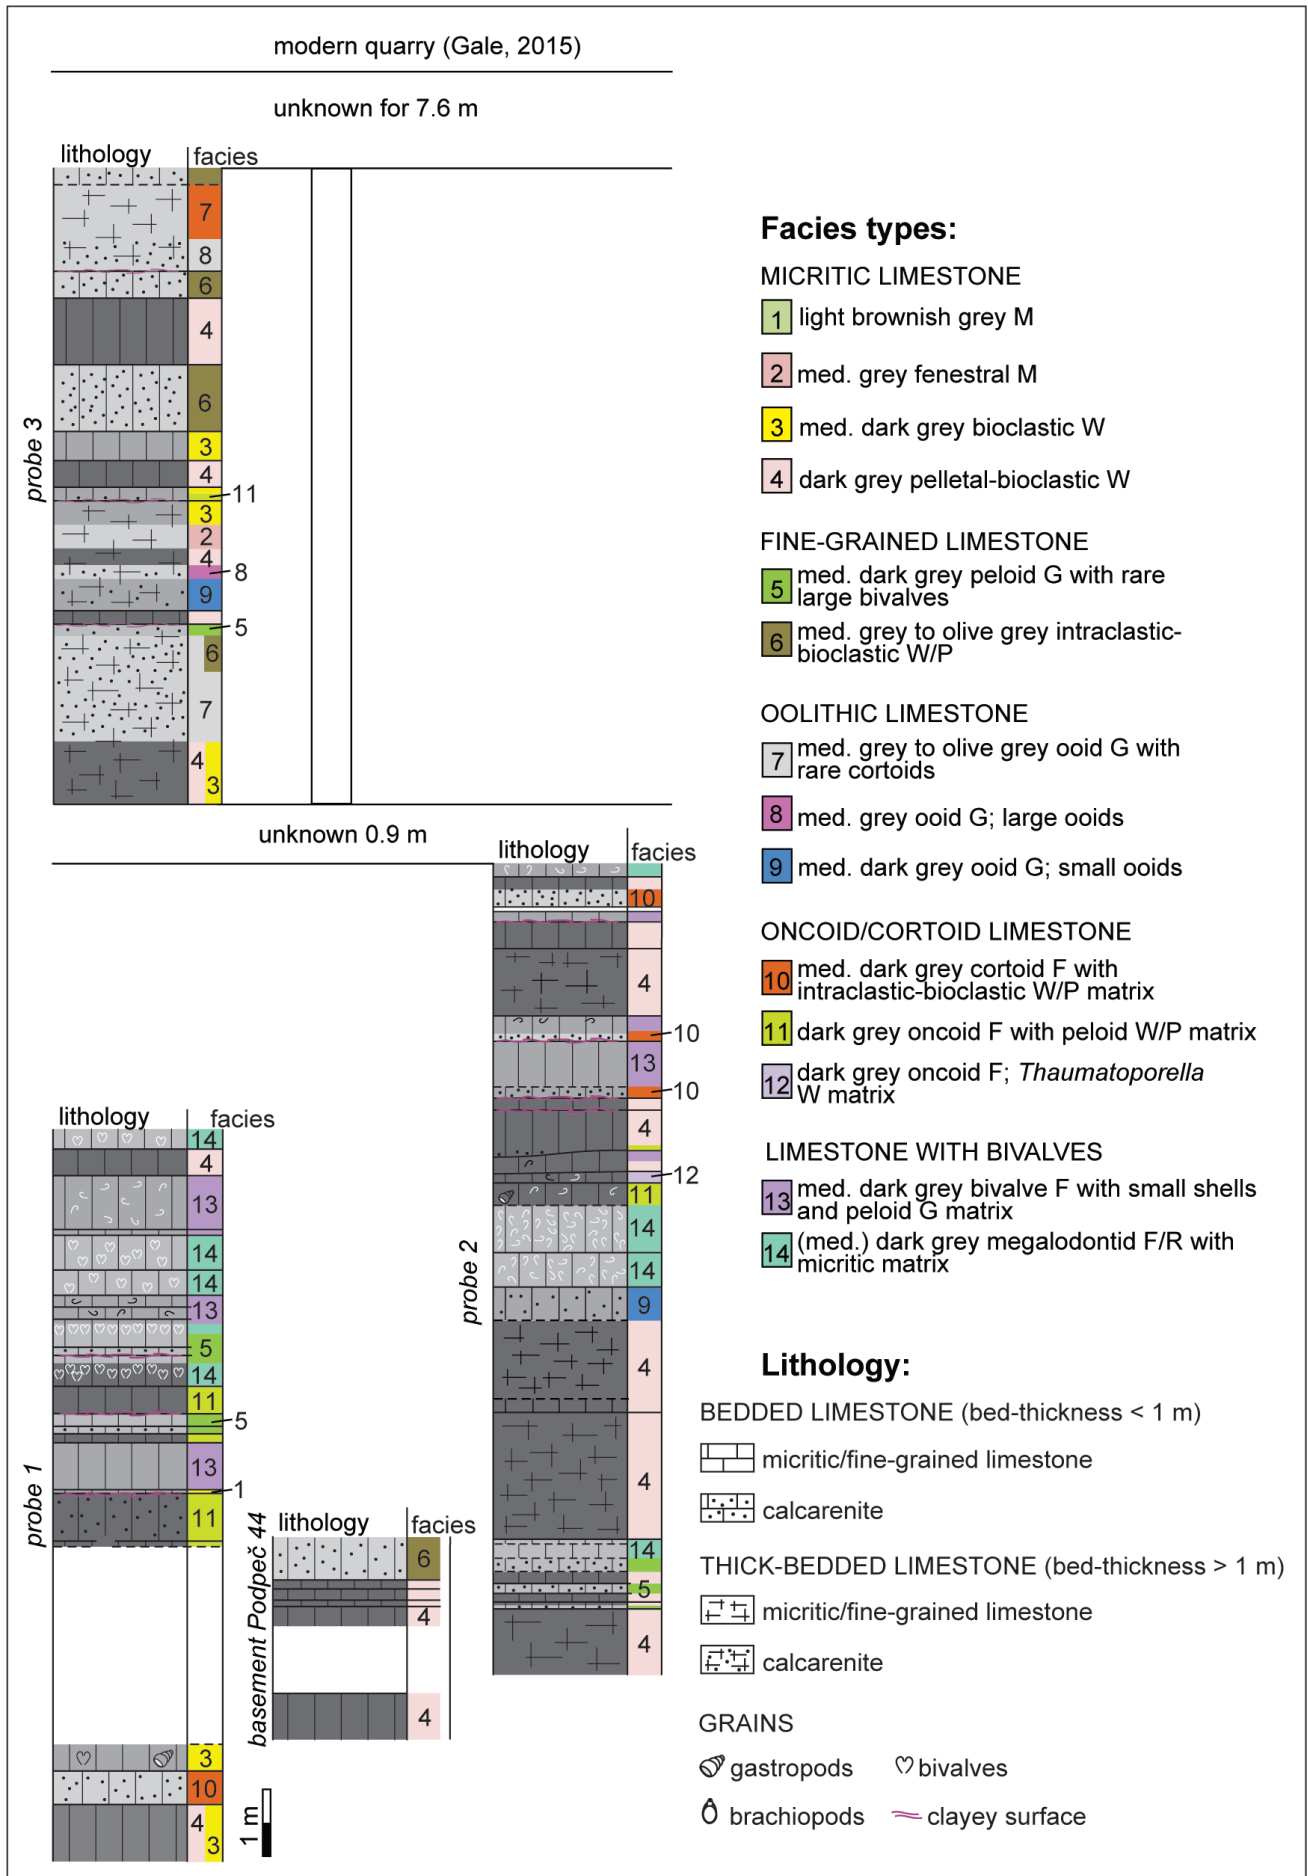 modern quarry (Gale, 2015)
unknown for 7.6 m
lithology
facies
probe 3
7
8
6
4
6
3
4
11
3
2
4
8
9
5
6
7
4
3
unknown 0.9 m
lithology
facies
probe 2
10
4
10
13
10
4
12
11
14
14
9
4
4
14
5
4
lithology
facies
probe 1
14
4
13
14
14
13
5
14
11
5
13
1
11
3
10
4
3
basement Podpeč 44
lithology
facies
6
4
4
1 m
Facies types:
MICRITIC LIMESTONE
1 light brownish grey M
2 med. grey fenestral M
3 med. dark grey bioclastic W
4 dark grey pelletal-bioclastic W
FINE-GRAINED LIMESTONE
5 med. dark grey peloid G with rare
large bivalves
6 med. grey to olive grey intraclastic-
bioclastic W/P
OOLITHIC LIMESTONE
7 med. grey to olive grey ooid G with
rare cortoids
8 med. grey ooid G; large ooids
9 med. dark grey ooid G; small ooids
ONCOID/CORTOID LIMESTONE
10 med. dark grey cortoid F with
intraclastic-bioclastic W/P matrix
11 dark grey oncoid F with peloid W/P matrix
12 dark grey oncoid F; Thaumatoporella
W matrix
LIMESTONE WITH BIVALVES
13 med. dark grey bivalve F with small shells
and peloid G matrix
14 (med.) dark grey megalodontid F/R with
micritic matrix
Lithology:
BEDDED LIMESTONE (bed-thickness < 1 m)
micritic/fine-grained limestone
calcarenite
THICK-BEDDED LIMESTONE (bed-thickness > 1 m)
micritic/fine-grained limestone
calcarenite
GRAINS
gastropods
bivalves
brachiopods
clayey surface